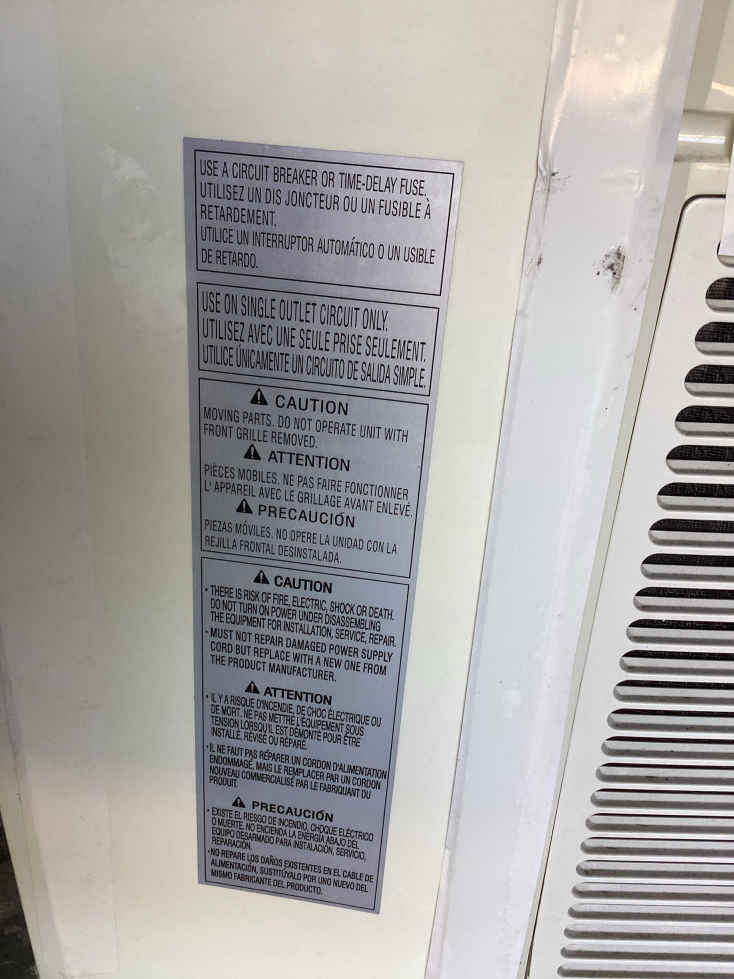 USE A CIRCUIT BREAKER OR TIME-DELAY FUSE.
UTILISEZ UN DIS JONCTEUR OU UN FUSIBLE À
RETARDEMENT.
UTILICE UN INTERRUPTOR AUTOMÁTICO O UN USIBLE
DE RETARDO.
USE ON SINGLE OUTLET CIRCUIT ONLY.
UTILISEZ AVEC UNE SEULE PRISE SEULEMENT.
UTILICE ÚNICAMENTE UN CIRCUITO DE SALIDA SIMPLE.
CAUTION
MOVING PARTS. DO NOT OPERATE UNIT WITH
FRONT GRILLE REMOVED.
ATTENTION
PIÈCES MOBILES. NE PAS FAIRE FONCTIONNER
L' APPAREIL AVEC LE GRILLAGE AVANT ENLEVÉ.
PRECAUCIÓN
PIEZAS MÓVILES. NO OPERE LA UNIDAD CON LA
REJILLA FRONTAL DESINSTALADA.
CAUTION
• THERE IS RISK OF FIRE, ELECTRIC, SHOCK OR DEATH.
DO NOT TURN ON POWER UNDER DISASSEMBLING
THE EQUIPMENT FOR INSTALLATION, SERVICE, REPAIR.
• MUST NOT REPAIR DAMAGED POWER SUPPLY
CORD BUT REPLACE WITH A NEW ONE FROM
THE PRODUCT MANUFACTURER.
ATTENTION
• IL Y A RISQUE D'INCENDIE, DE CHOC ÉLECTRIQUE OU
DE MORT. NE PAS METTRE L'ÉQUIPEMENT SOUS
TENSION LORSQU'IL EST DÉMONTÉ POUR ÊTRE
INSTALLÉ, RÉVISÉ OU RÉPARÉ.
• IL NE FAUT PAS RÉPARER UN CORDON D'ALIMENTATION
ENDOMMAGÉ, MAIS LE REMPLACER PAR UN CORDON
NOUVEAU COMMERCIALISÉ PAR LE FABRIQUANT DU
PRODUIT.
PRECAUCIÓN
• EXISTE EL RIESGO DE INCENDIO, CHOQUE ELÉCTRICO
O MUERTE. NO ENCIENDA LA ENERGÍA ABAJO DEL
EQUIPO DESARMADO PARA INSTALACIÓN, SERVICIO,
REPARACIÓN.
• NO REPARE LOS DAÑOS EXISTENTES EN EL CABLE DE
ALIMENTACIÓN, SUSTITÚYALO POR UNO NUEVO DEL
MISMO FABRICANTE DEL PRODUCTO.